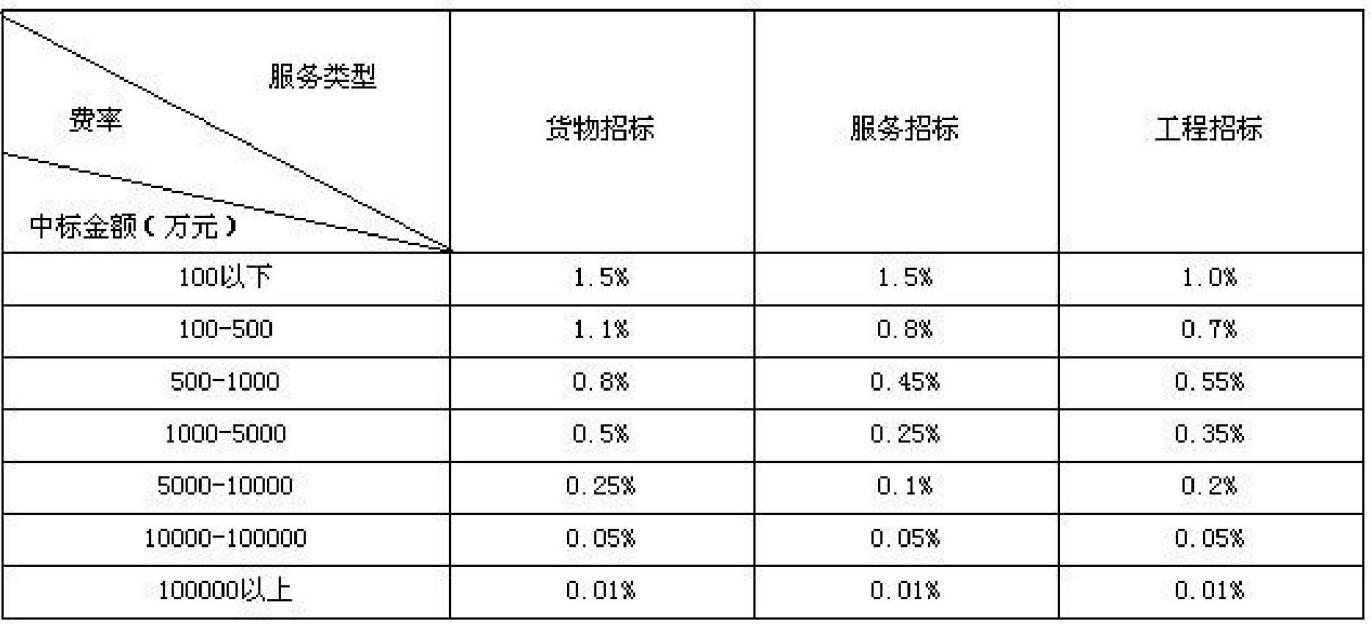 服务类型
费率
中标金额(万元)
货物招标 服务招标 工程招标
100以下 1.5% 1.5% 1.0%
100-500 1.1% 0.8% 0.7%
500-1000 0.8% 0.45% 0.55%
1000-5000 0.5% 0.25% 0.35%
5000-10000 0.25% 0.1% 0.2%
10000-100000 0.05% 0.05% 0.05%
100000以上 0.01% 0.01% 0.01%